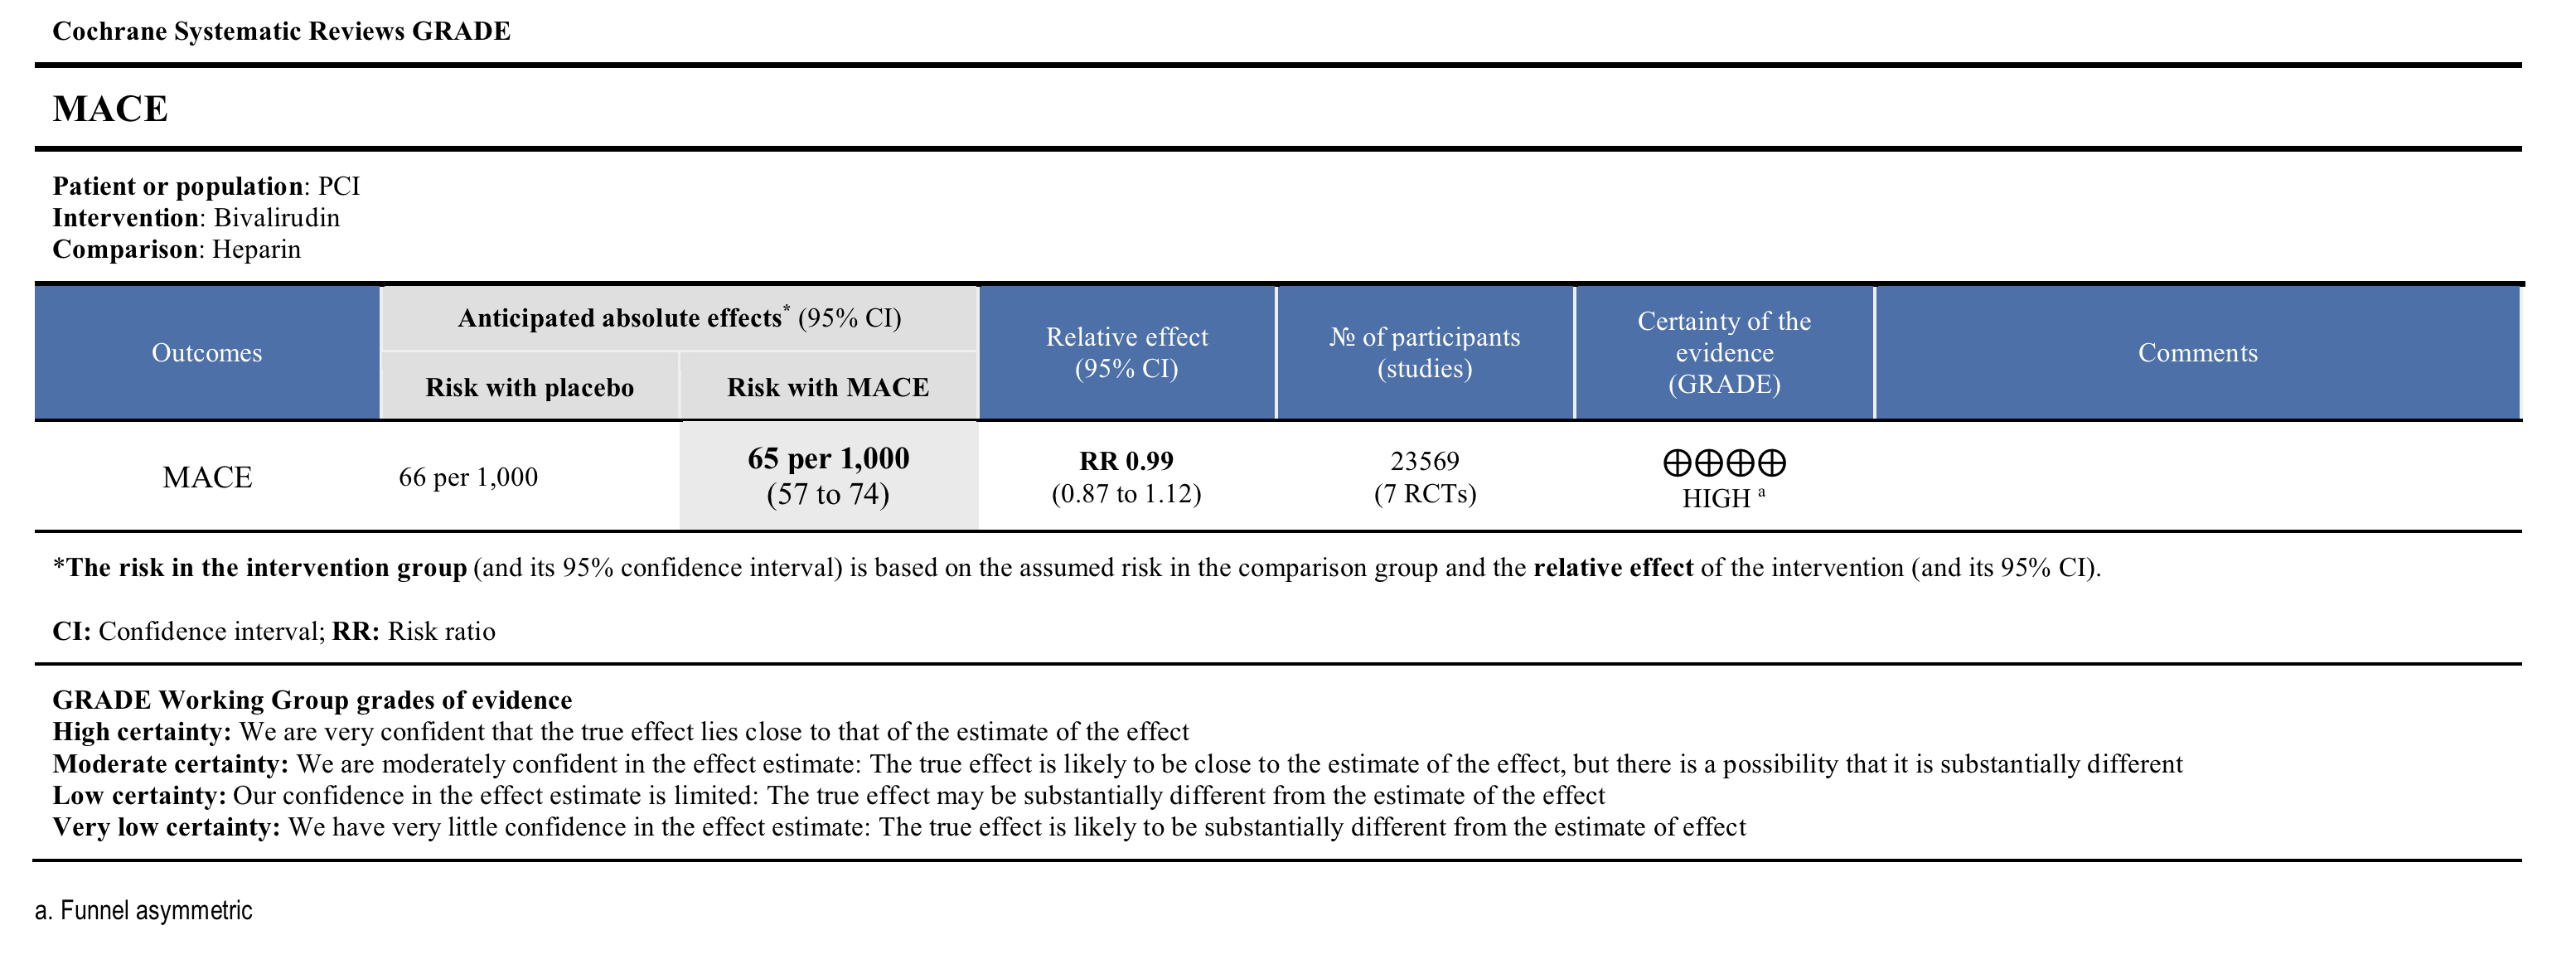 Cochrane Systematic Reviews GRADE
MACE
Patient or population: PCI
Intervention: Bivalirudin
Comparison: Heparin
Outcomes
Anticipated absolute effects* (95% CI)
Risk with placebo
Risk with MACE
Relative effect
(95% CI)
№ of participants
(studies)
Certainty of the
evidence
(GRADE)
Comments
MACE
66 per 1,000
65 per 1,000
(57 to 74)
RR 0.99
(0.87 to 1.12)
23569
(7 RCTs)
⨁⨁⨁⨁
HIGH a
*The risk in the intervention group (and its 95% confidence interval) is based on the assumed risk in the comparison group and the relative effect of the intervention (and its 95% CI).
CI: Confidence interval; RR: Risk ratio
GRADE Working Group grades of evidence
High certainty: We are very confident that the true effect lies close to that of the estimate of the effect
Moderate certainty: We are moderately confident in the effect estimate: The true effect is likely to be close to the estimate of the effect, but there is a possibility that it is substantially different
Low certainty: Our confidence in the effect estimate is limited: The true effect may be substantially different from the estimate of the effect
Very low certainty: We have very little confidence in the effect estimate: The true effect is likely to be substantially different from the estimate of effect
a. Funnel asymmetric